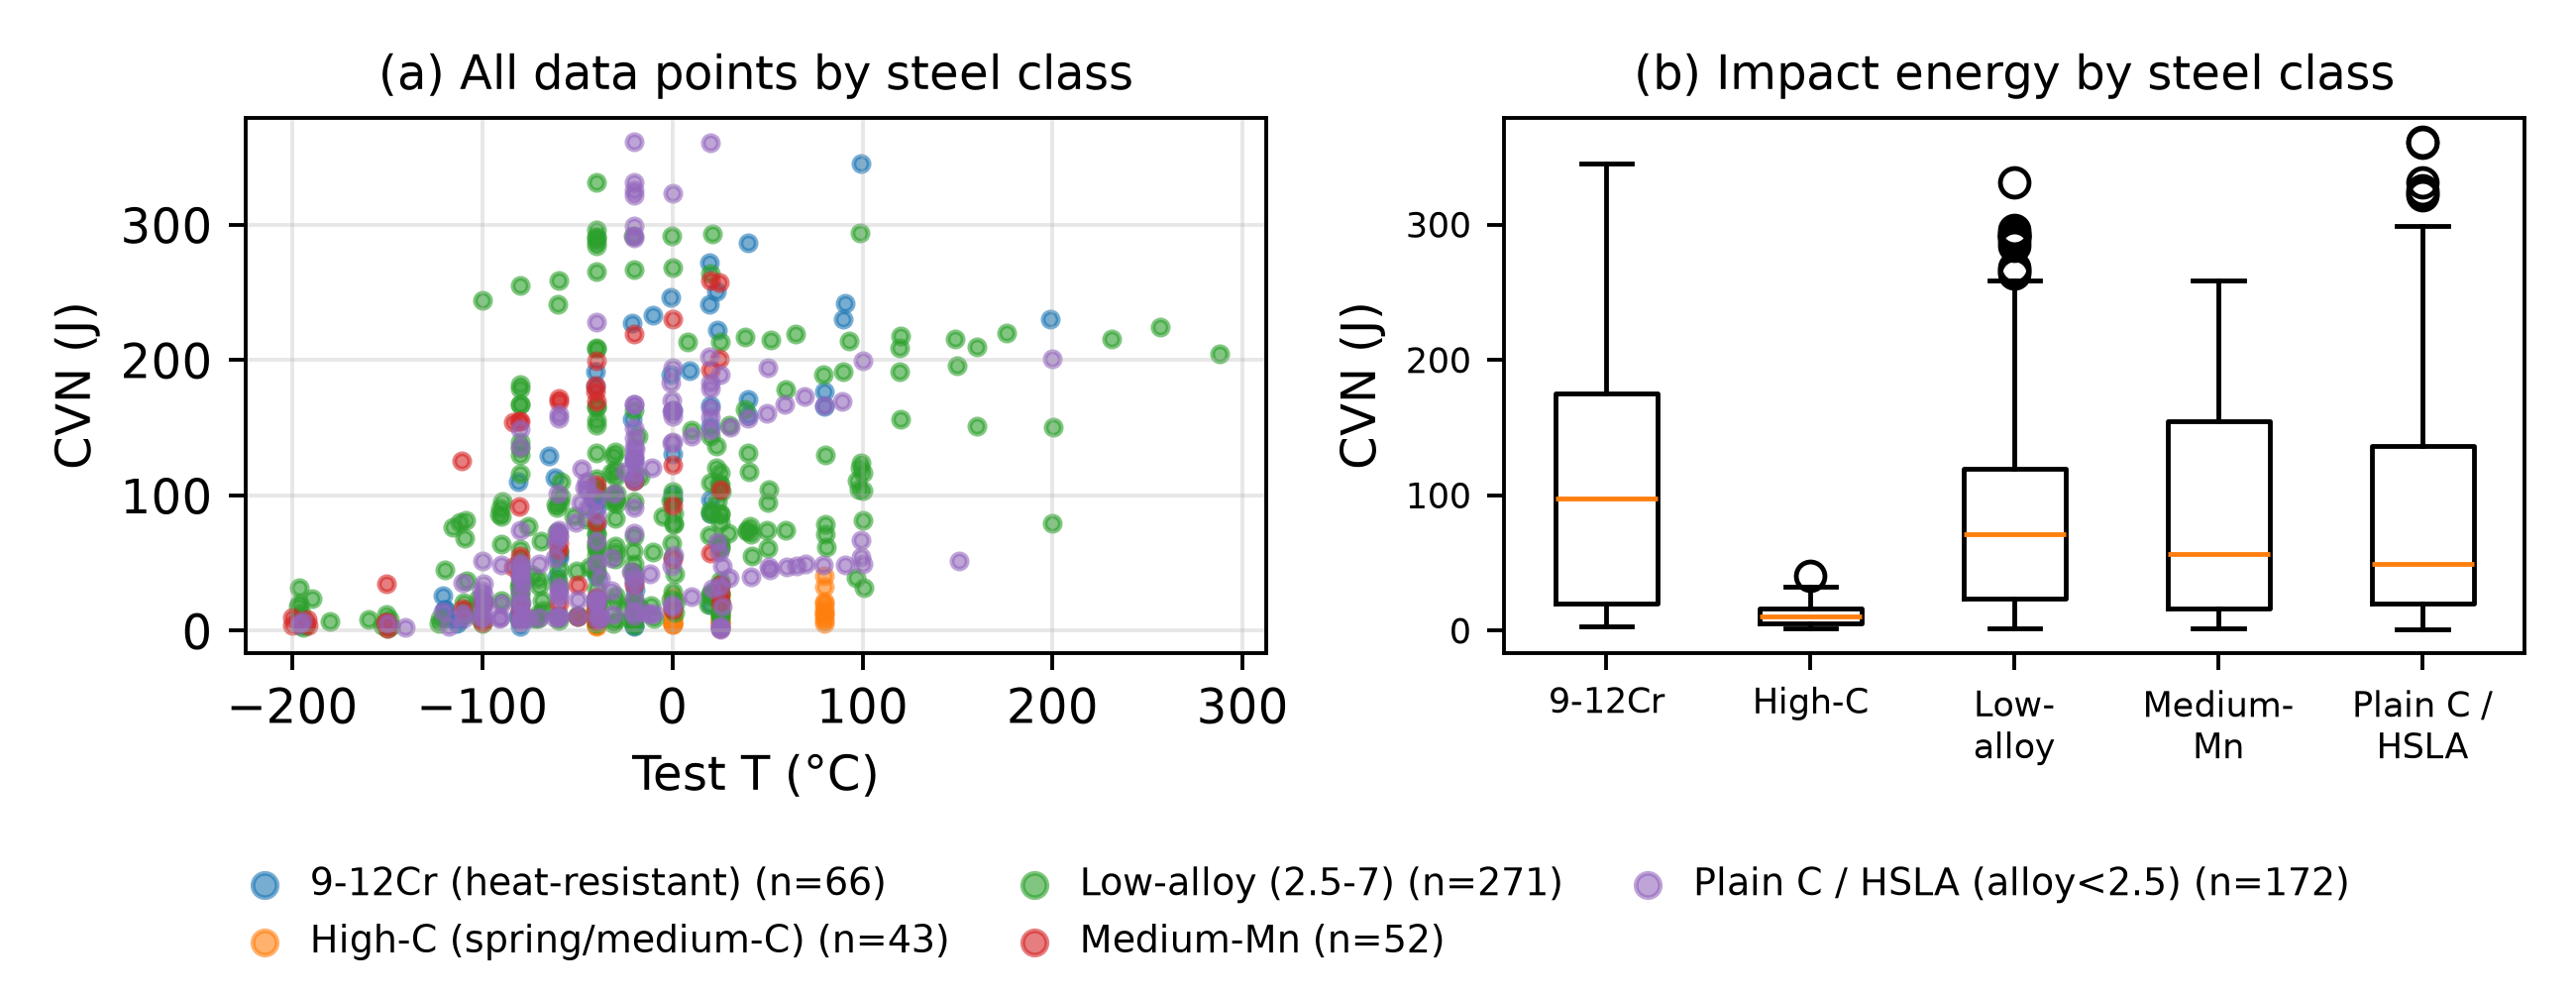 (a) All data points by steel class
CVN (J)
300
200
100
0
−200
−100
0
100
200
300
Test T (°C)
(b) Impact energy by steel class
CVN (J)
300
200
100
0
9-12Cr
High-C
Low-
alloy
Medium-
Mn
Plain C /
HSLA
9-12Cr (heat-resistant) (n=66)
High-C (spring/medium-C) (n=43)
Low-alloy (2.5-7) (n=271)
Medium-Mn (n=52)
Plain C / HSLA (alloy<2.5) (n=172)